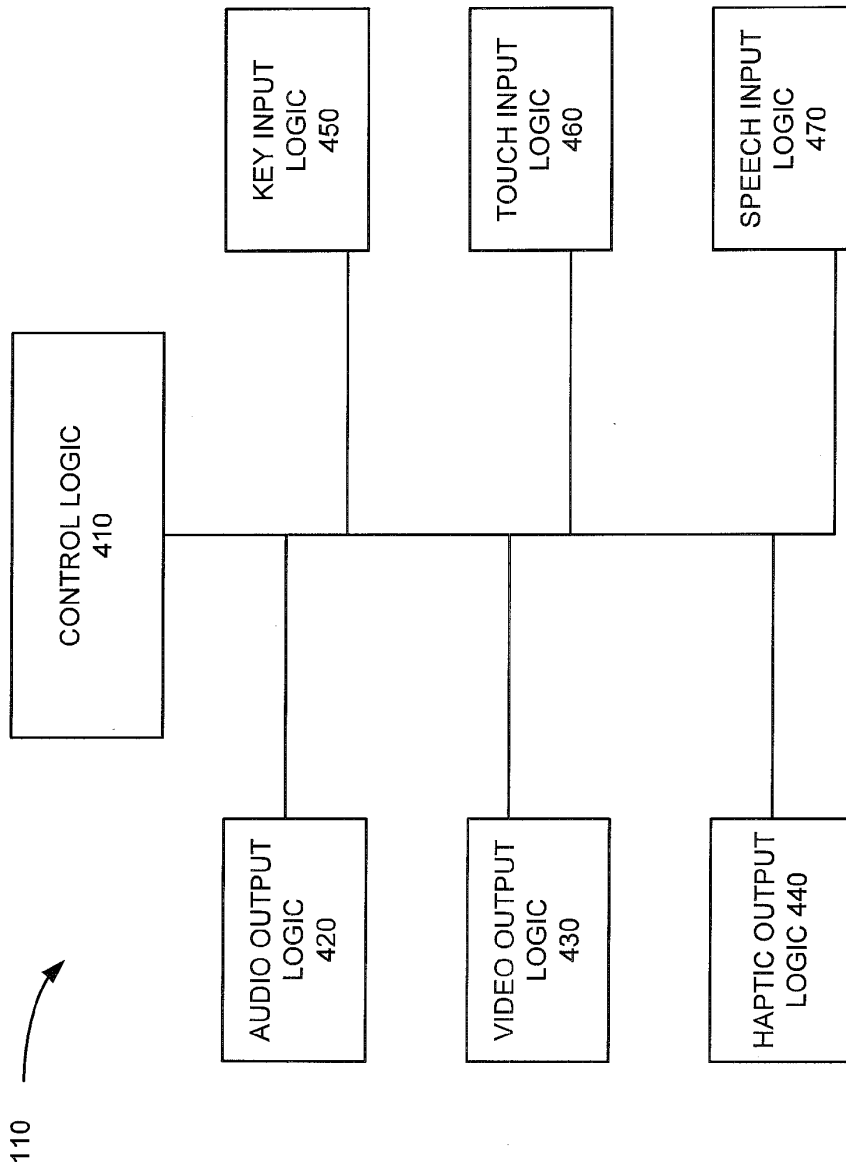 110
CONTROL LOGIC
410
AUDIO OUTPUT
LOGIC
420
KEY INPUT
LOGIC
450
VIDEO OUTPUT
LOGIC
430
TOUCH INPUT
LOGIC
460
HAPTIC OUTPUT
LOGIC 440
SPEECH INPUT
LOGIC
470